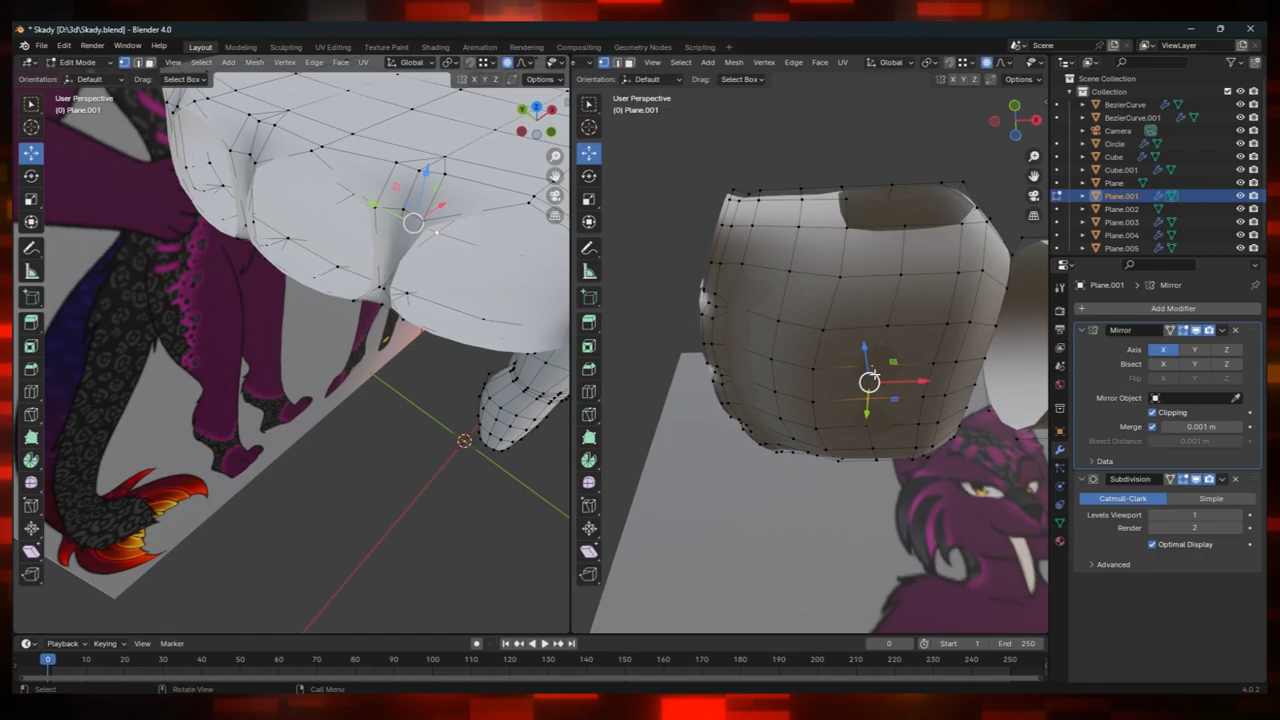 * Skady [D:\3d\Skady.blend] - Blender 4.0
File Edit Render Window Help Layout Modeling Sculpting UV Editing Texture Paint Shading Animation Rendering Compositing Geometry Nodes Scripting + Scene ViewLayer
Edit Mode View Select Add Mesh Vertex Edge Face UV Global
View Select Add Mesh Vertex Edge Face UV Global
Orientation: Default Drag: Select Box X Y Z Options
Orientation: Default Drag: Select Box X Y Z Options
User Perspective
(0) Plane.001
User Perspective
(0) Plane.001
Scene Collection
Collection
BezierCurve
BezierCurve.001
Camera
Circle
Cube
Cube.001
Plane
Plane.001
Plane.002
Plane.003
Plane.004
Plane.005
Plane.001 > Mirror
Add Modifier
Mirror
Axis X Y Z
Bisect X Y Z
Flip X Y Z
Mirror Object
Clipping
Merge 0.001 m
Bisect Distance 0.001 m
Data
Subdivision
Catmull-Clark Simple
Levels Viewport 1
Render 2
Optimal Display
Advanced
Playback Keying View Marker 0 Start 1 End 250
0 10 20 30 40 50 60 70 80 90 100 110 120 130 140 150 160 170 180 190 200 210 220 230 240 250
Select Rotate View Call Menu 4.0.2